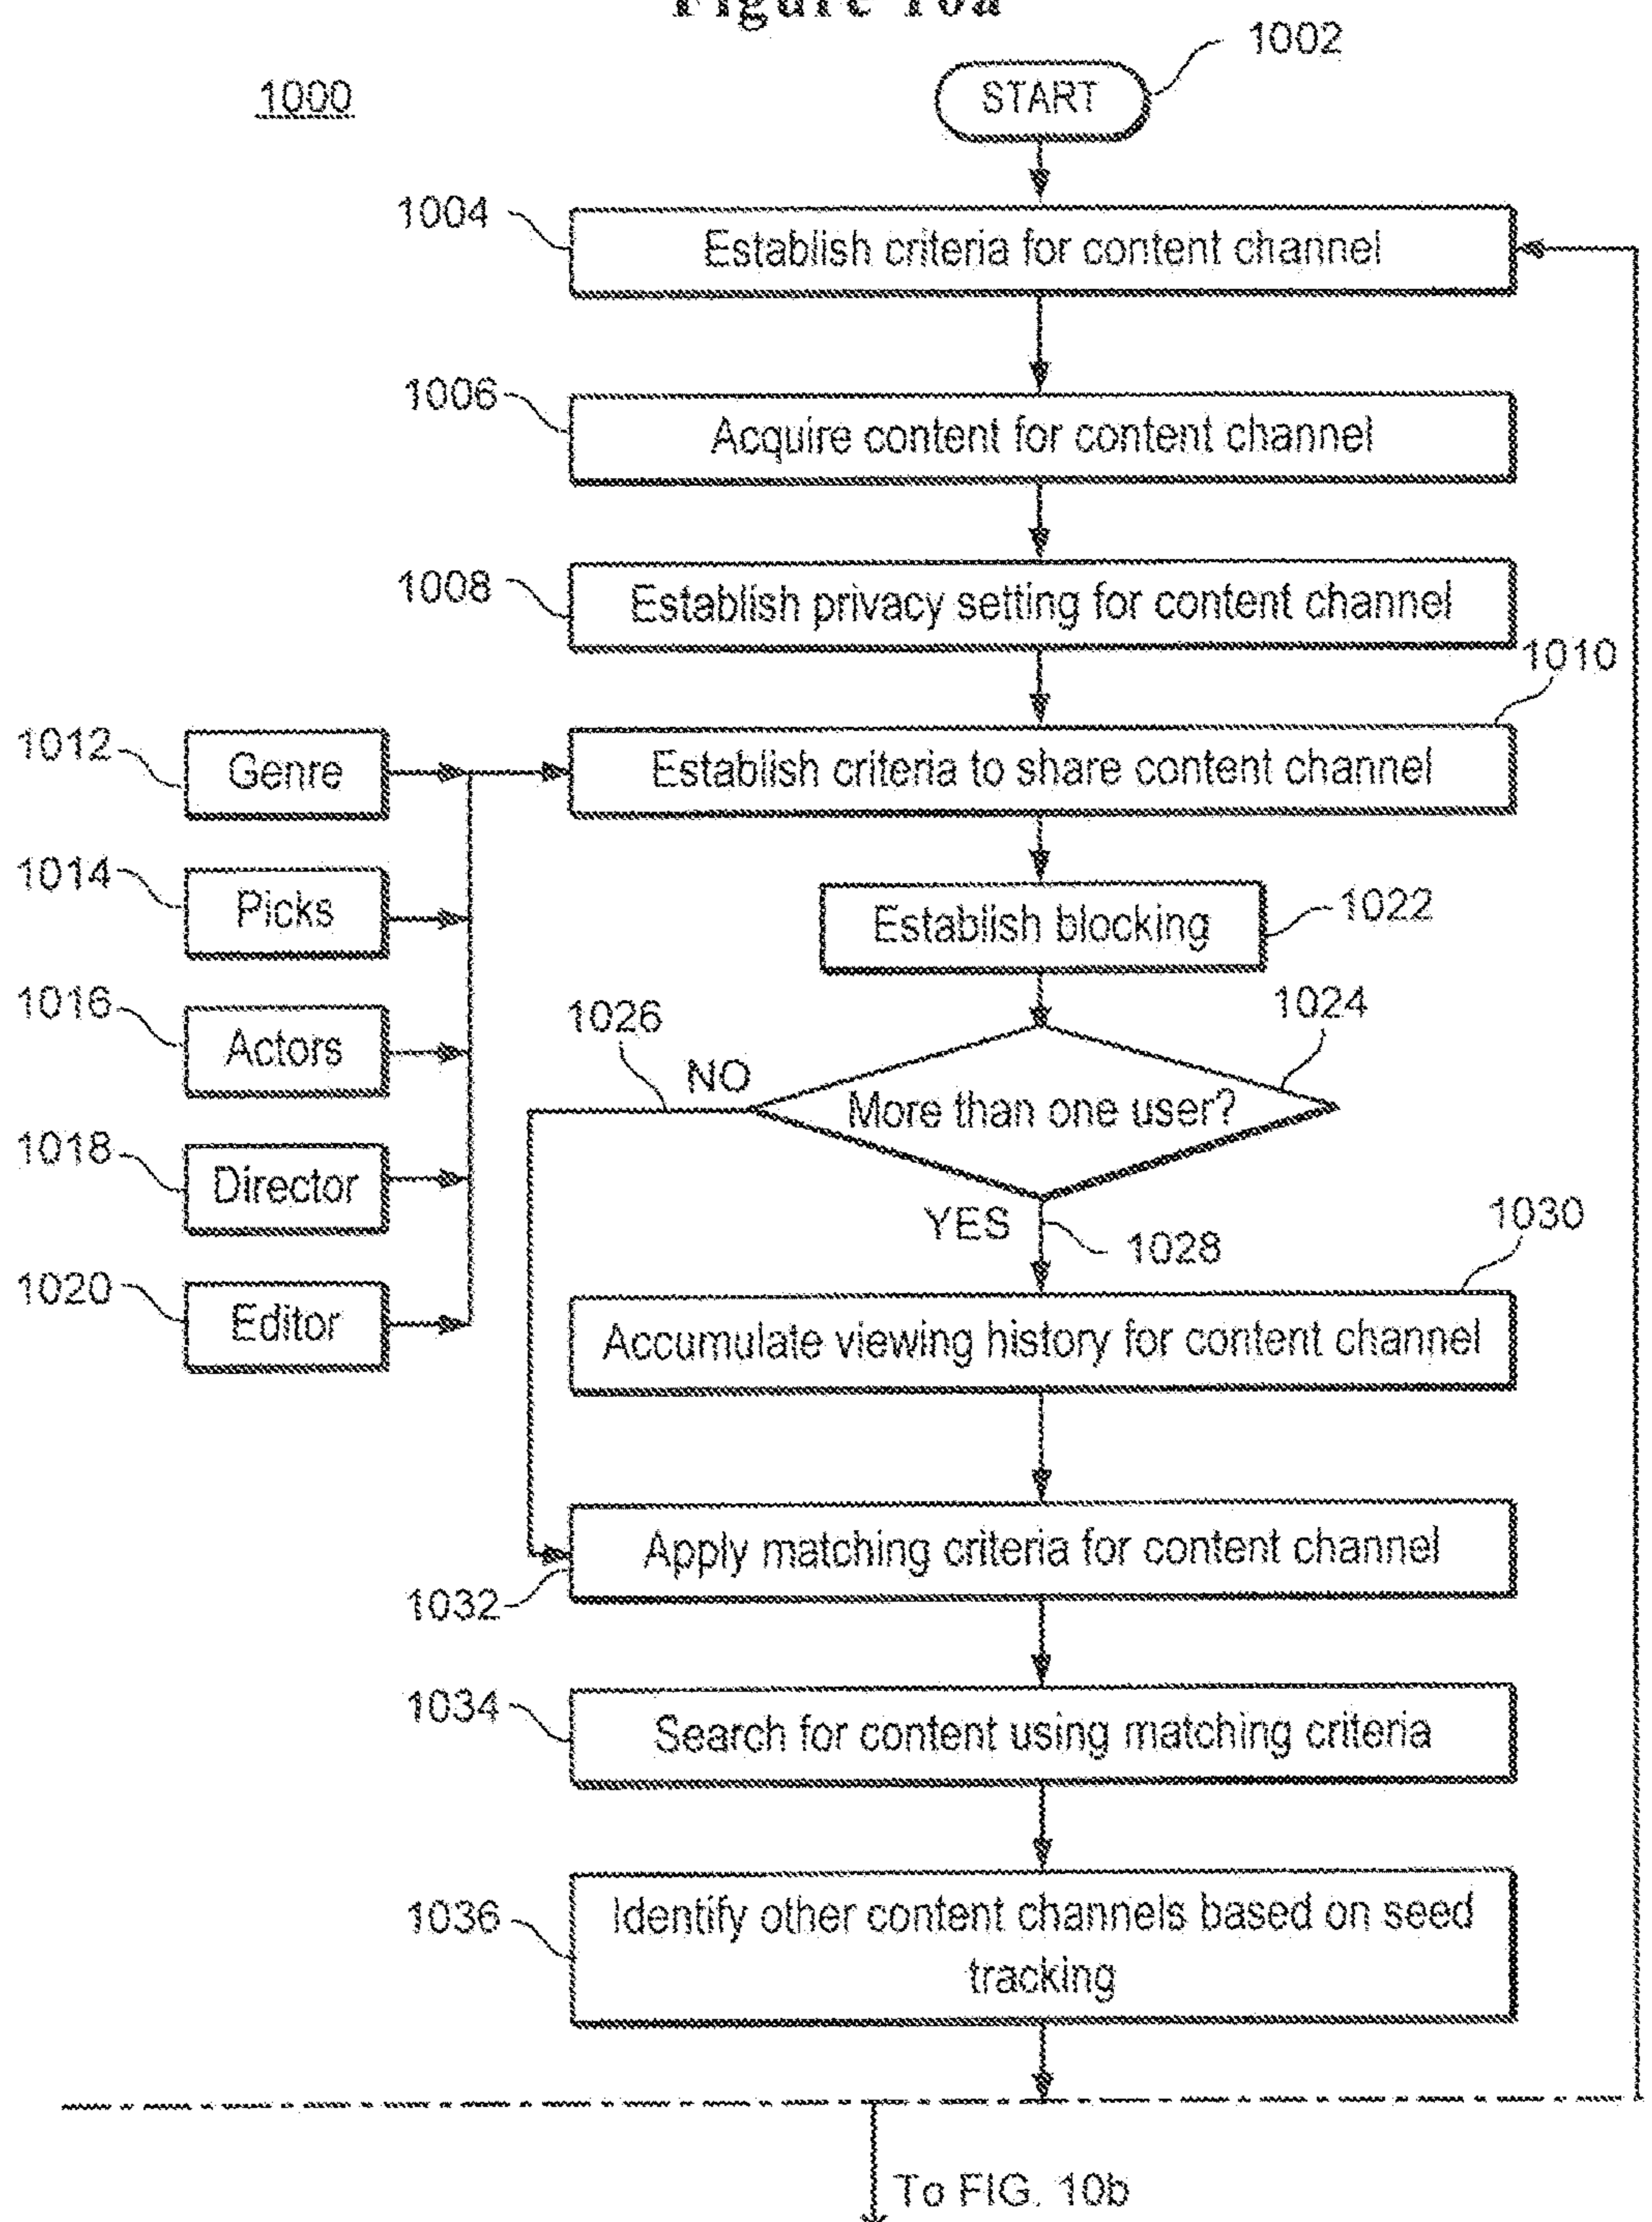 Figure 10a
1002
START
1000
1004
Establish criteria for content channel
1006
Acquire content for content channel
1008
Establish privacy setting for content channel
1010
1012
Genre
Establish criteria to share content channel
1014
Picks
Establish blocking
1022
1016
Actors
1026
1024
NO
More than one user?
1018
Director
YES
1028
1030
1020
Editor
Accumulate viewing history for content channel
Apply matching criteria for content channel
1032
1034
Search for content using matching criteria
1036
Identify other content channels based on seed
tracking
To FIG. 10b